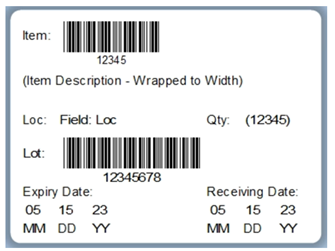 Item:
12345
(Item Description - Wrapped to Width)
Loc: Field: Loc Qty: (12345)
Lot:
12345678
Expiry Date: Receiving Date:
05 15 23 05 15 23
MM DD YY MM DD YY